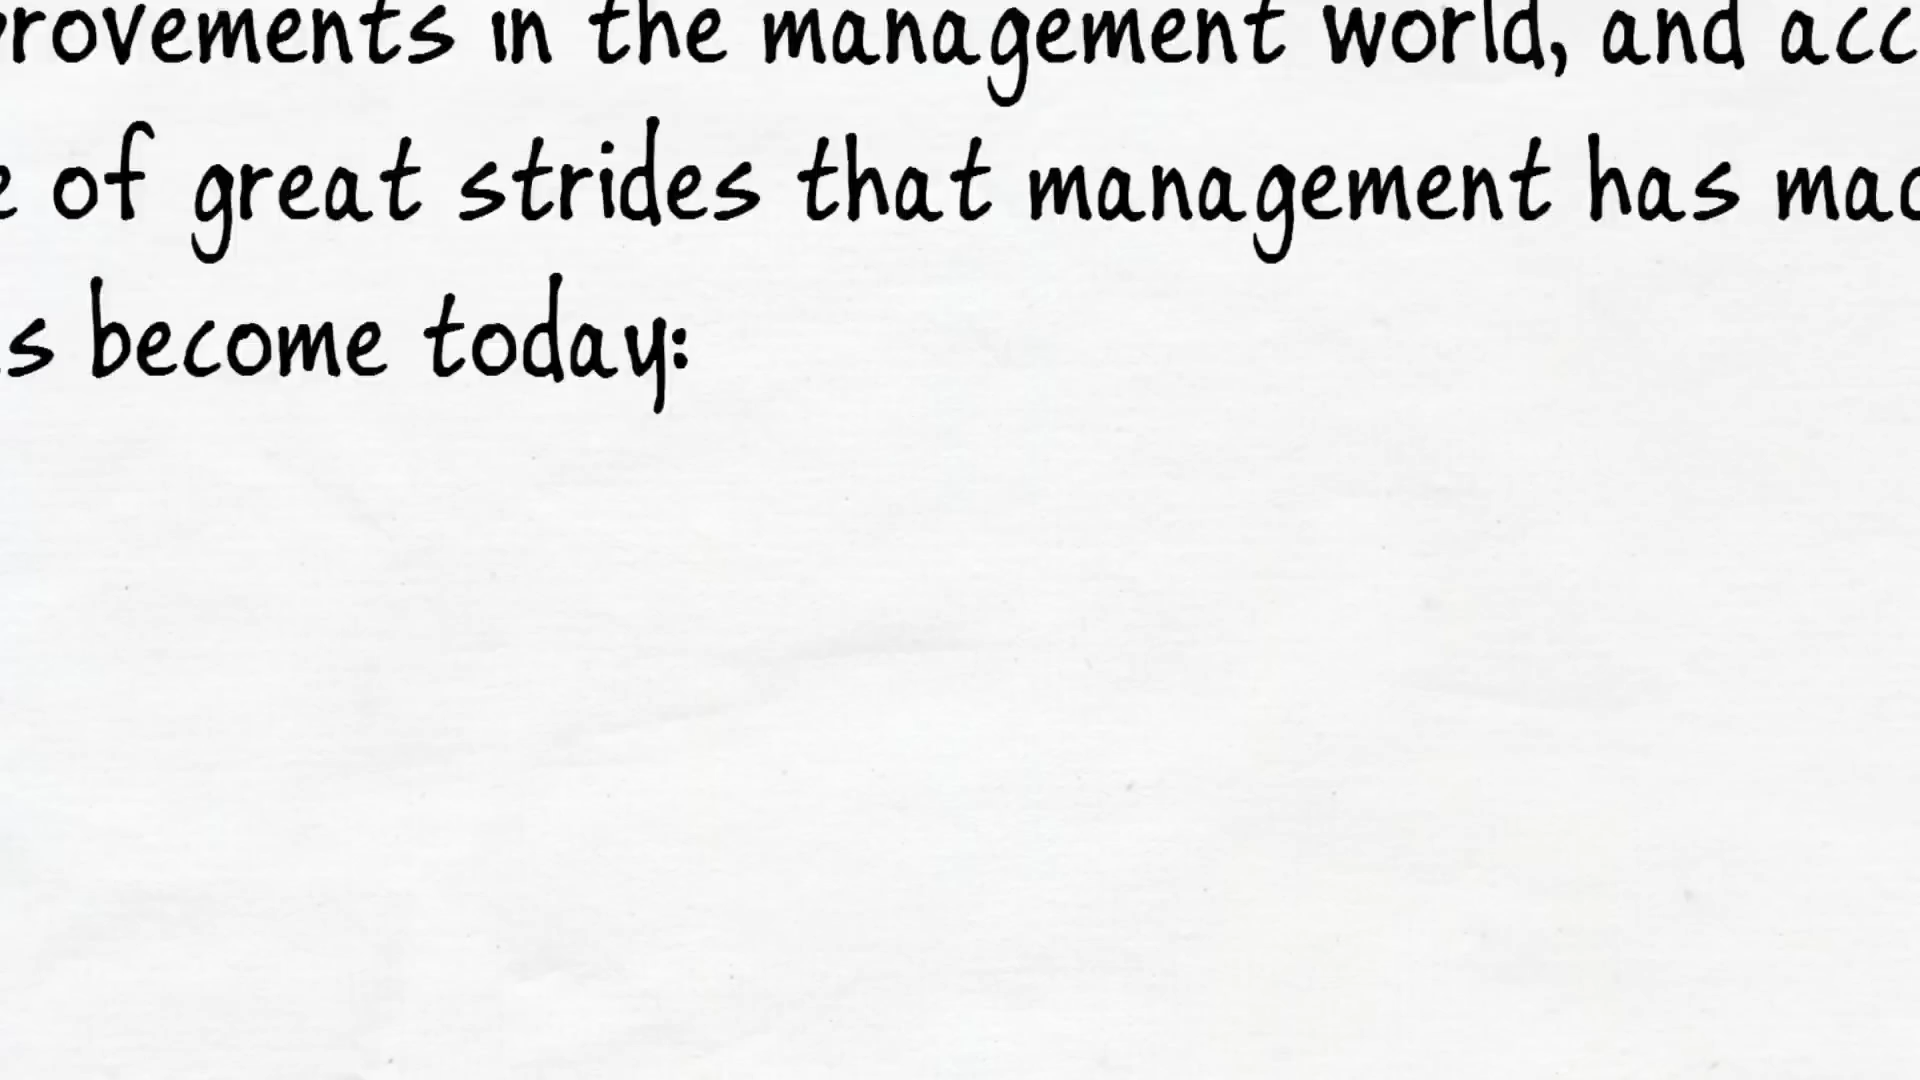 rovements in the management world, and acc
e of great strides that management has mad
s become today: